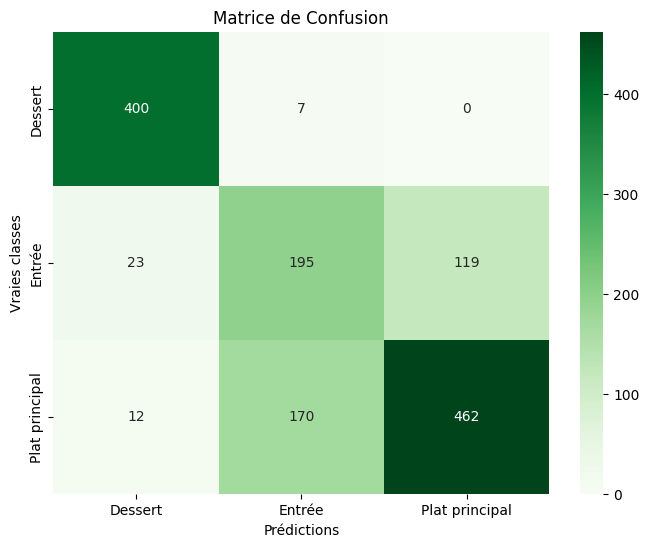 Matrice de Confusion
Vraies classes
Dessert
400 7 0
Entrée
23 195 119
Plat principal
12 170 462
Dessert Entrée Plat principal
Prédictions
400
300
200
100
0